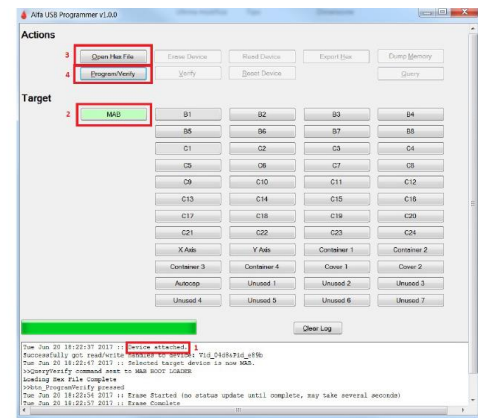 Alfa USB Programmer v1.0.0
Actions
3 Open Hex File Erase Device Read Device Export Hex Dump Memory
4 Program/Verify Verify Reset Device Query
Target
2 MAB B1 B2 B3 B4
B5 B6 B7 B8
C1 C2 C3 C4
C5 C6 C7 C8
C9 C10 C11 C12
C13 C14 C15 C16
C17 C18 C19 C20
C21 C22 C23 C24
X Axis Y Axis Container 1 Container 2
Container 3 Container 4 Cover 1 Cover 2
Autocap Unused 1 Unused 2 Unused 3
Unused 4 Unused 5 Unused 6 Unused 7
Clear Log
Tue Jun 20 18:22:37 2017 :: Device attached. 1
Successfully got read/write handles to device: Vid_04d8&Pid_e89b
Tue Jun 20 18:22:47 2017 :: Selected target device is now MAB.
>>QueryVerify command sent to MAB BOOT LOADER
Loading Hex File Complete
>>btn_ProgramVerify pressed
Tue Jun 20 18:22:54 2017 :: Erase Started (no status update until complete, may take several seconds)
Tue Jun 20 18:22:57 2017 :: Erase Complete